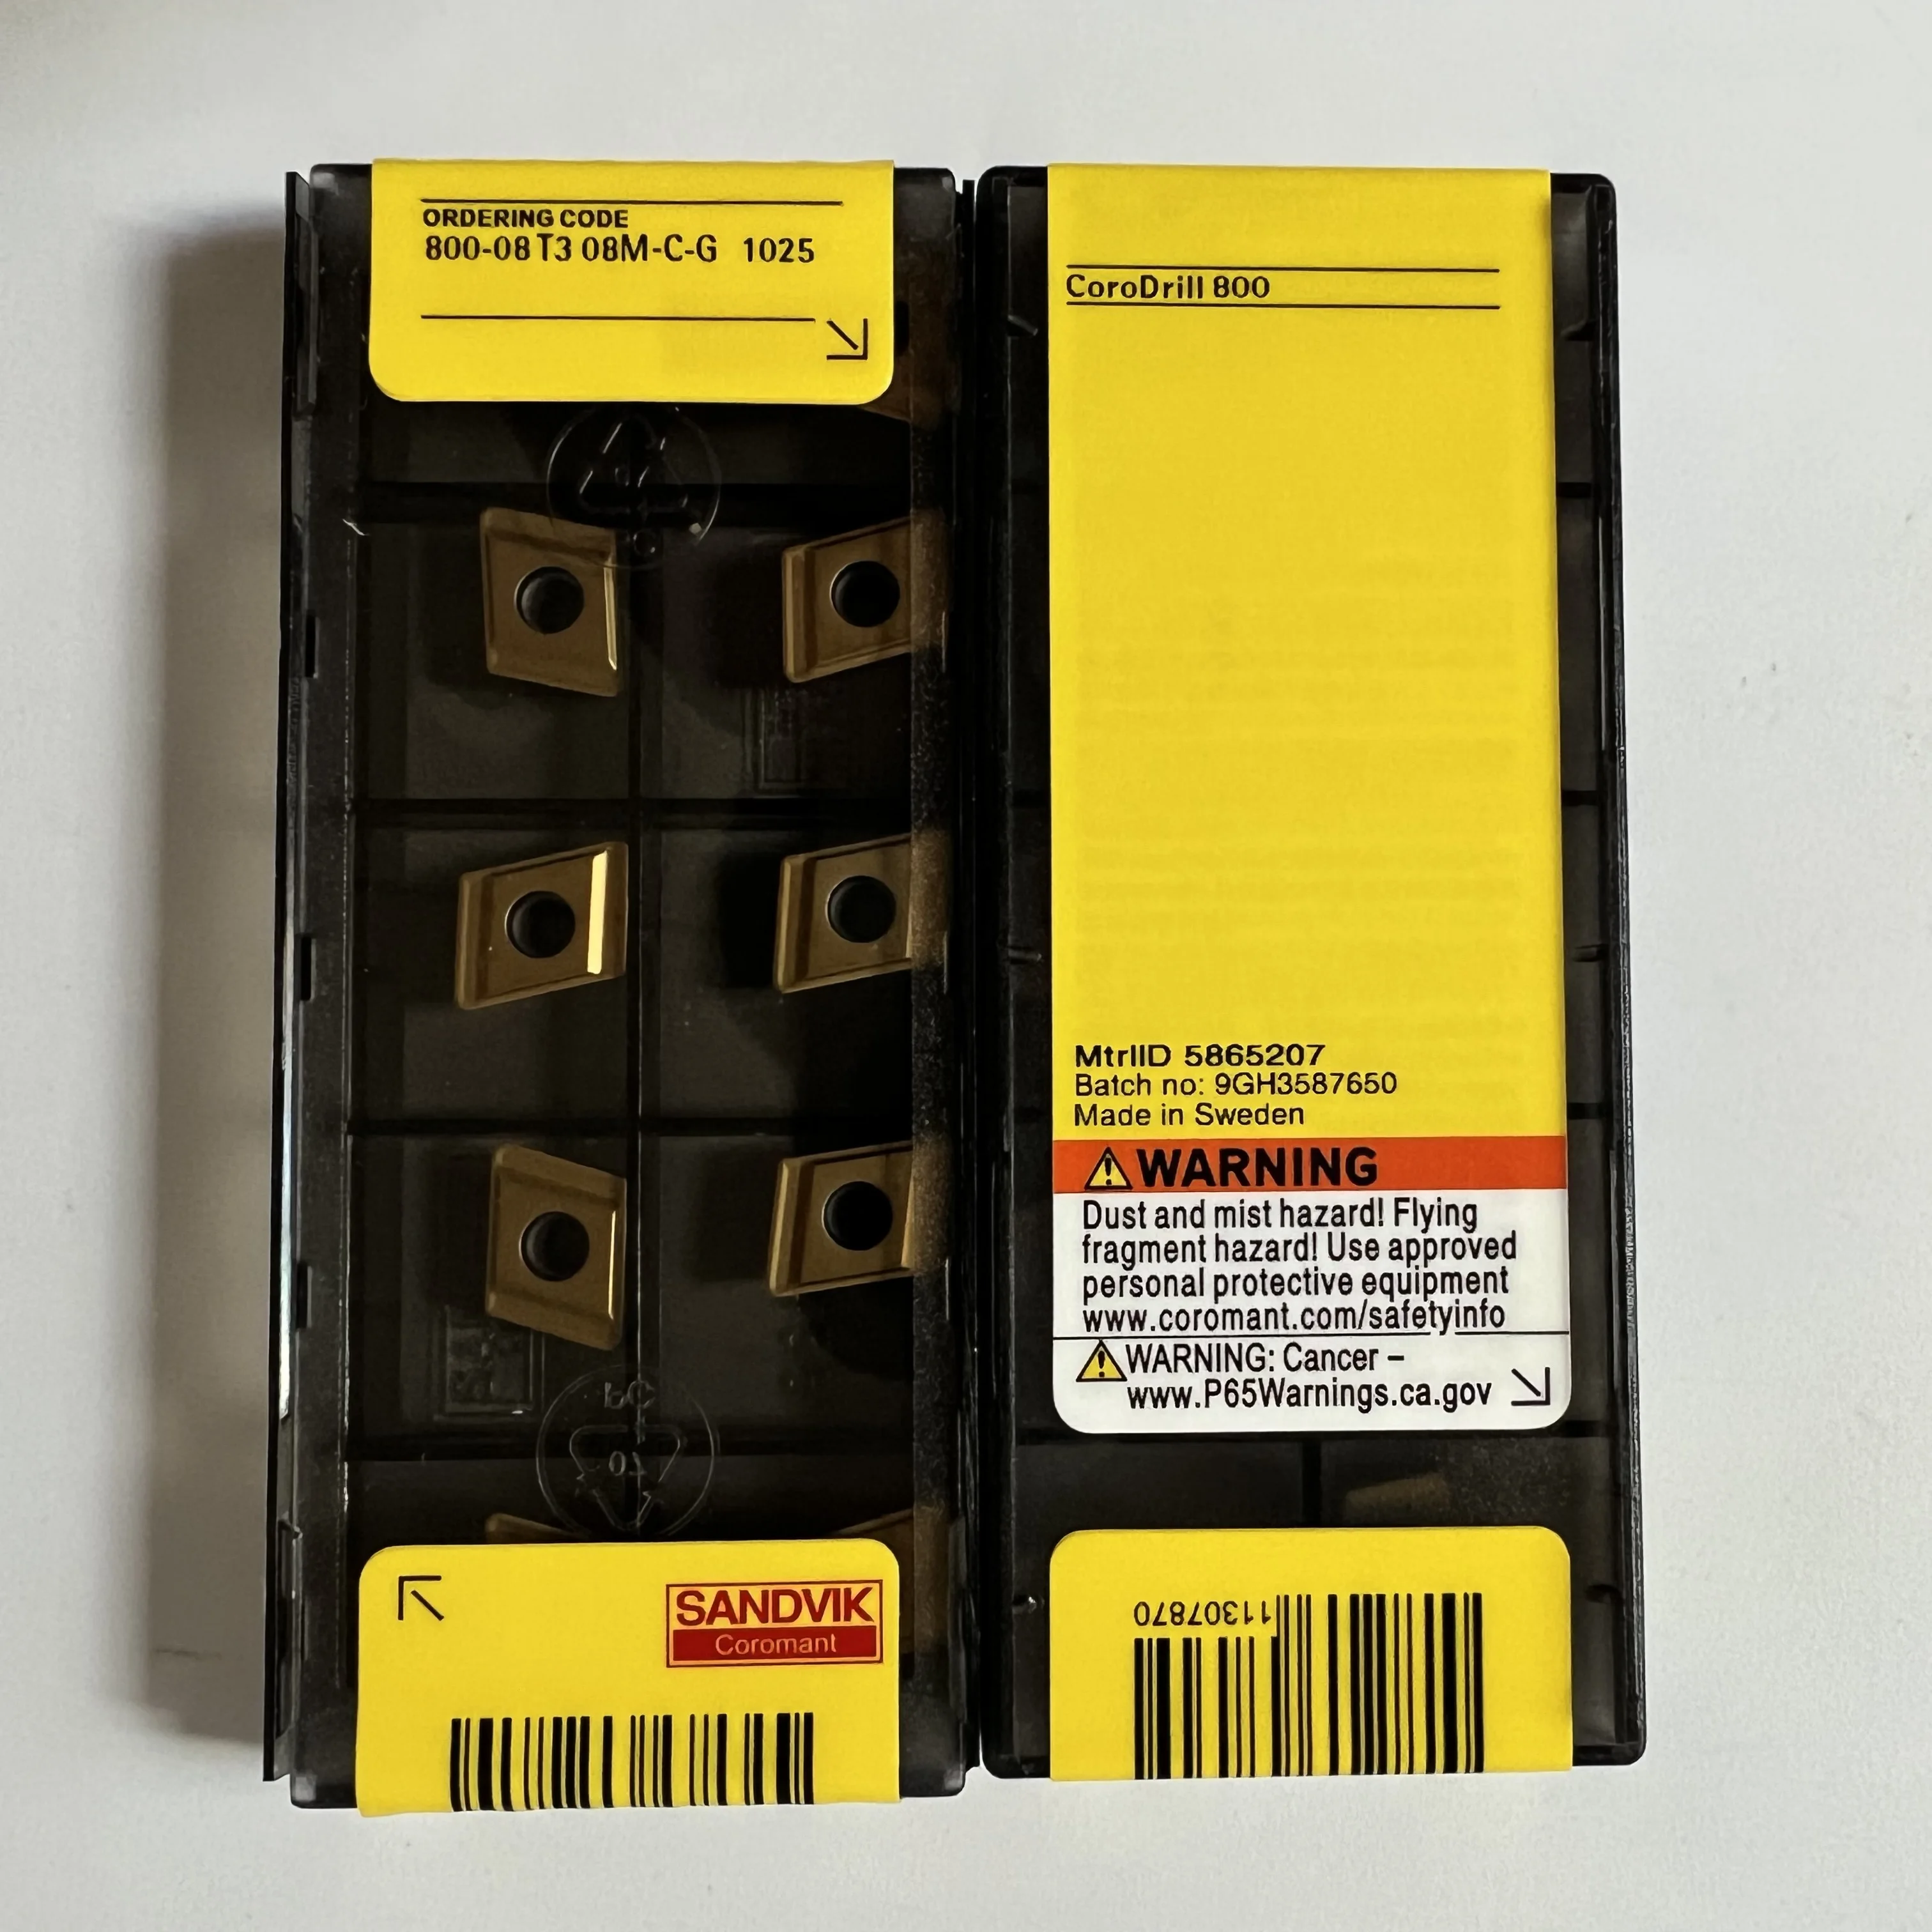 ORDERING CODE
800-08 T3 08M-C-G 1025
SANDVIK
Coromant
CoroDrill 800
MtrlID 5865207
Batch no: 9GH3587650
Made in Sweden
WARNING
Dust and mist hazard! Flying
fragment hazard! Use approved
personal protective equipment
www.coromant.com/safetyinfo
WARNING: Cancer –
www.P65Warnings.ca.gov
11307870